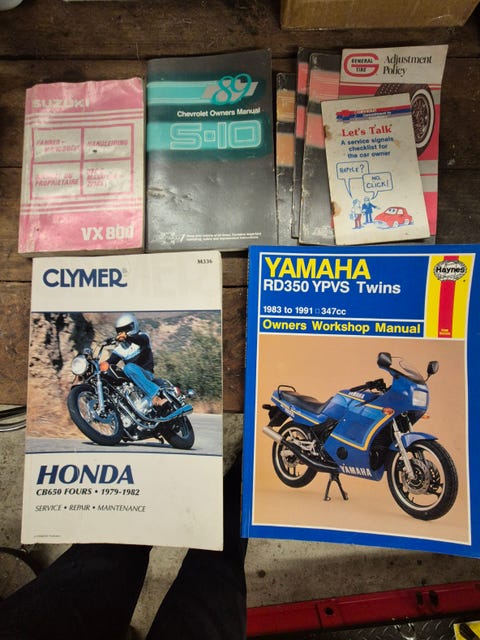 SUZUKI
VX 800
'89
Chevrolet Owners Manual
S-10
GENERAL
TIRE
Adjustment
Policy
Let's Talk
A service signals
checklist for
the car owner
NO,
CLICK!
CLYMER
M336
HONDA
CB650 FOURS • 1979-1982
SERVICE • REPAIR • MAINTENANCE
YAMAHA
RD350 YPVS Twins
1983 to 1991 □ 347cc
Owners Workshop Manual
Haynes
YAMAHA